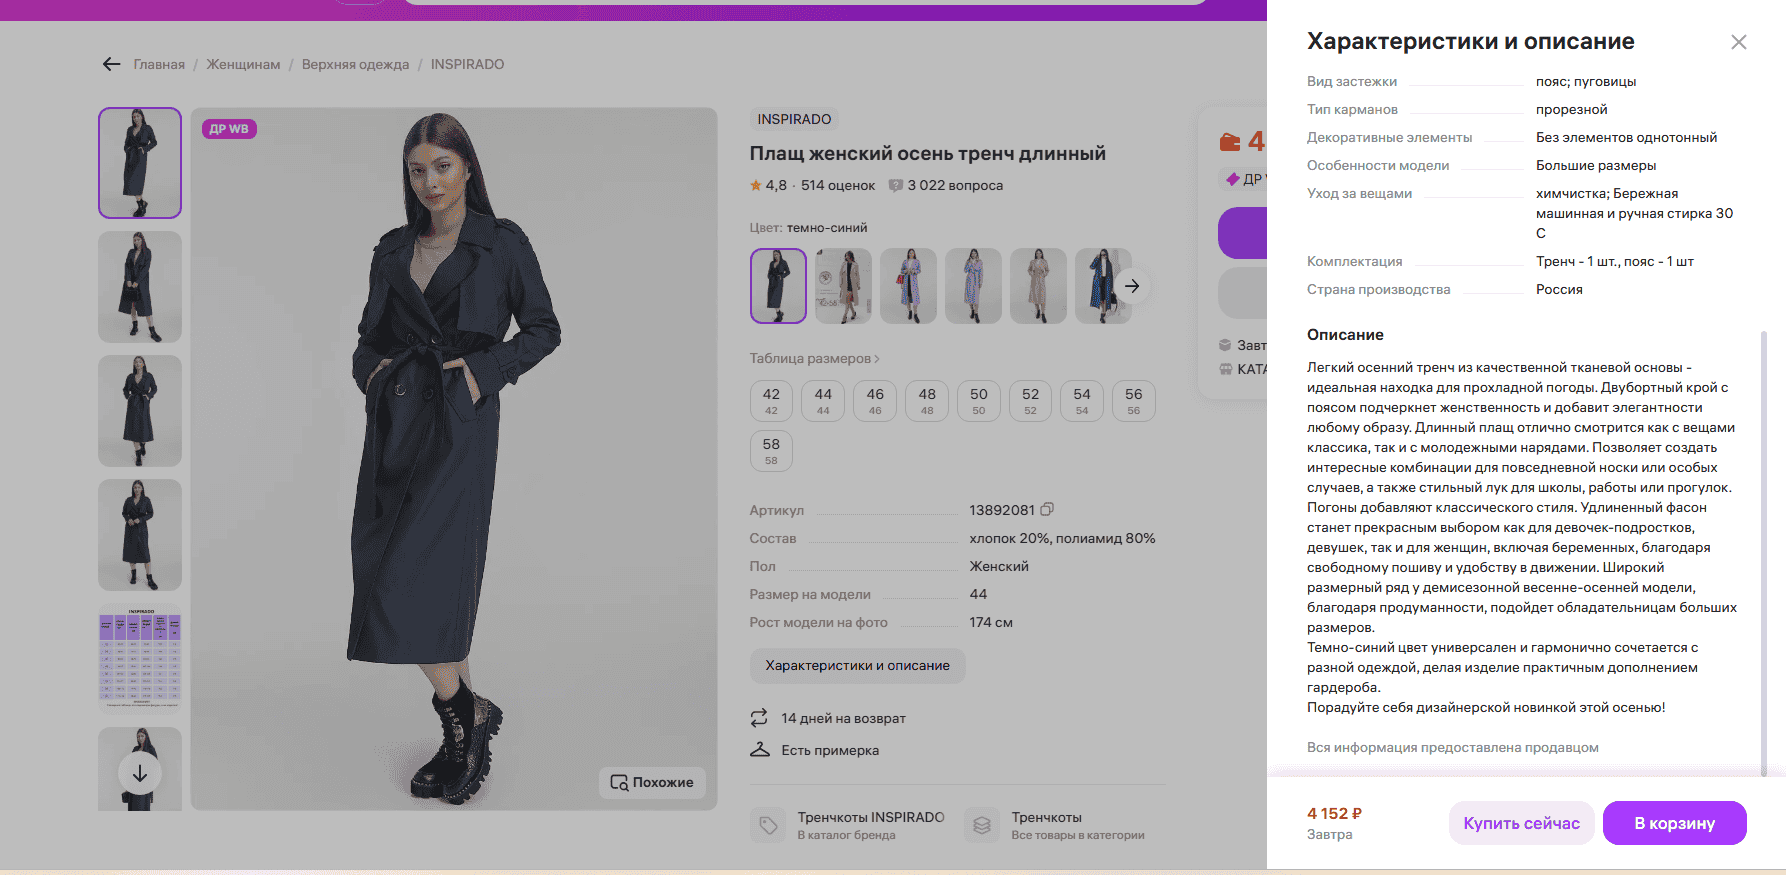 Главная / Женщинам / Верхняя одежда / INSPIRADO
ДР WB
Похожие
INSPIRADO
Плащ женский осень тренч длинный
4,8 · 514 оценок 3 022 вопроса
Цвет: темно-синий
Таблица размеров
42 44 46 48 50 52 54 56
42 44 46 48 50 52 54 56
58
58
Артикул 13892081
Состав хлопок 20%, полиамид 80%
Пол Женский
Размер на модели 44
Рост модели на фото 174 см
Характеристики и описание
14 дней на возврат
Есть примерка
Тренчкоты INSPIRADO
В каталог бренда
Тренчкоты
Все товары в категории
4
ДР
Завт
КАТА
Характеристики и описание
Вид застежки пояс; пуговицы
Тип карманов прорезной
Декоративные элементы Без элементов однотонный
Особенности модели Большие размеры
Уход за вещами химчистка; Бережная
машинная и ручная стирка 30
С
Комплектация Тренч - 1 шт., пояс - 1 шт
Страна производства Россия
Описание
Легкий осенний тренч из качественной тканевой основы -
идеальная находка для прохладной погоды. Двубортный крой с
поясом подчеркнет женственность и добавит элегантности
любому образу. Длинный плащ отлично смотрится как с вещами
классика, так и с молодежными нарядами. Позволяет создать
интересные комбинации для повседневной носки или особых
случаев, а также стильный лук для школы, работы или прогулок.
Погоны добавляют классического стиля. Удлиненный фасон
станет прекрасным выбором как для девочек-подростков,
девушек, так и для женщин, включая беременных, благодаря
свободному пошиву и удобству в движении. Широкий
размерный ряд у демисезонной весенне-осенней модели,
благодаря продуманности, подойдет обладательницам больших
размеров.
Темно-синий цвет универсален и гармонично сочетается с
разной одеждой, делая изделие практичным дополнением
гардероба.
Порадуйте себя дизайнерской новинкой этой осенью!
Вся информация предоставлена продавцом
4 152 ₽
Завтра
Купить сейчас
В корзину